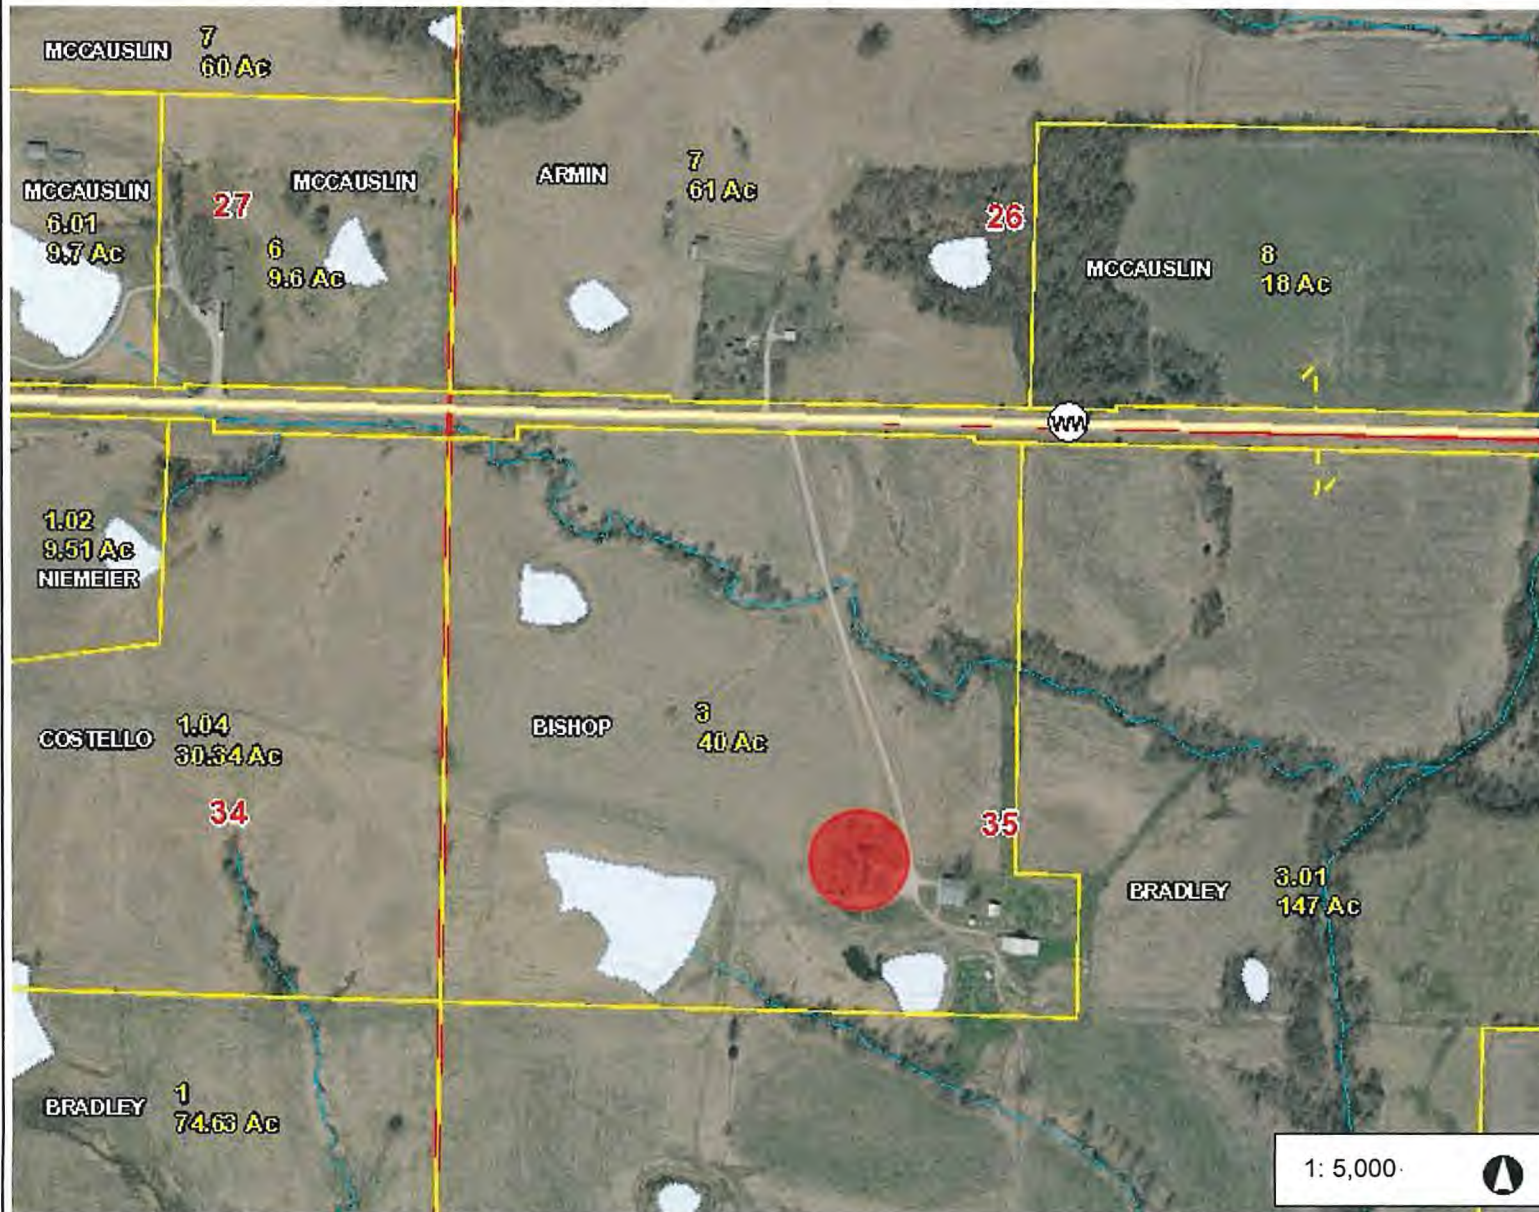 MCCAUSLIN
7
60 Ac
MCCAUSLIN
6.01
9.7 Ac
27
MCCAUSLIN
6
9.6 Ac
ARMIN
7
61 Ac
26
MCCAUSLIN
8
18 Ac
WW
1.02
9.51 Ac
NIEMEIER
COSTELLO
1.04
30.34 Ac
34
BISHOP
3
40 Ac
35
BRADLEY
3.01
147 Ac
BRADLEY
1
74.63 Ac
1: 5,000